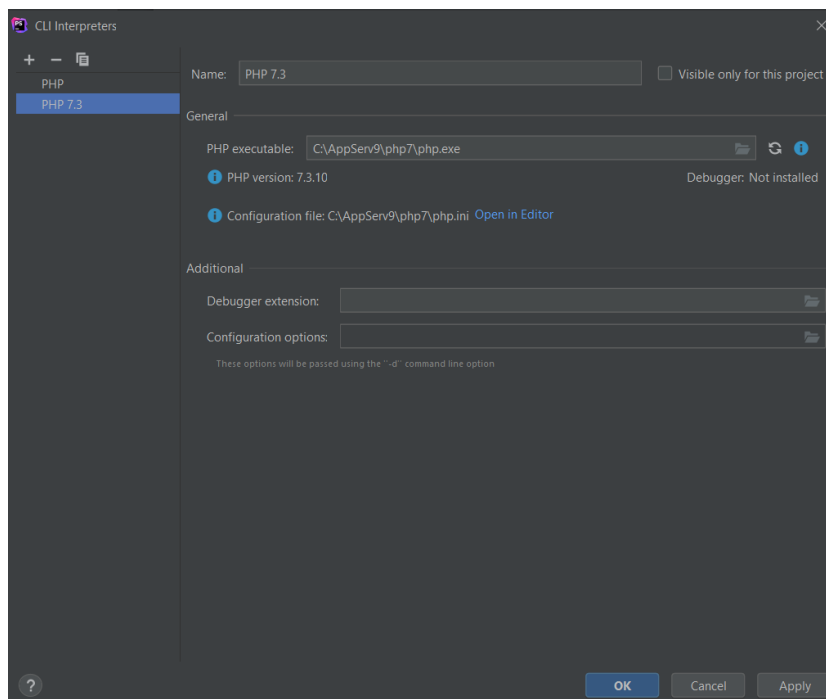 PS
CLI Interpreters
PHP
PHP 7.3
Name: PHP 7.3 Visible only for this project
General
PHP executable: C:\AppServ9\php7\php.exe
PHP version: 7.3.10 Debugger: Not installed
Configuration file: C:\AppServ9\php7\php.ini Open in Editor
Additional
Debugger extension:
Configuration options:
These options will be passed using the "-d" command line option
? OK Cancel Apply